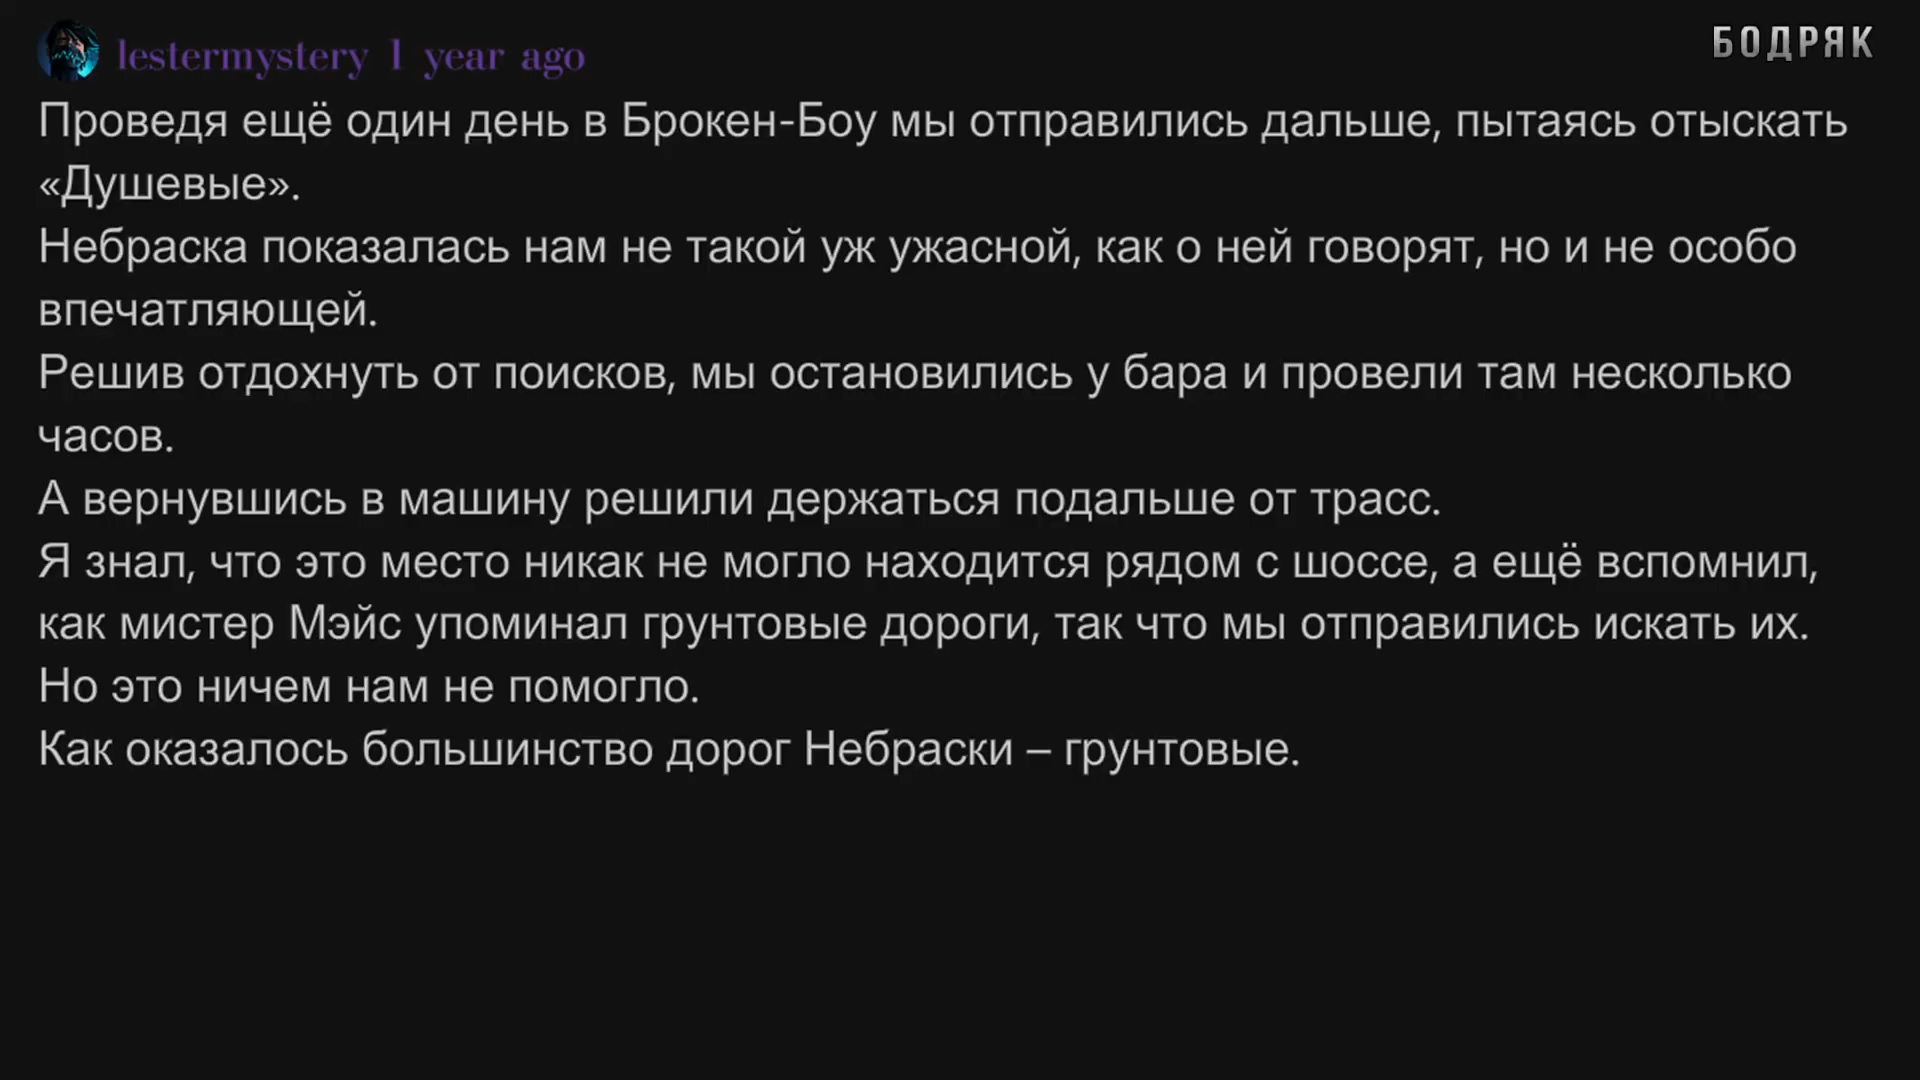 lestermystery 1 year ago
БОДРЯК
Проведя ещё один день в Брокен-Боу мы отправились дальше, пытаясь отыскать
«Душевые».
Небраска показалась нам не такой уж ужасной, как о ней говорят, но и не особо
впечатляющей.
Решив отдохнуть от поисков, мы остановились у бара и провели там несколько
часов.
А вернувшись в машину решили держаться подальше от трасс.
Я знал, что это место никак не могло находится рядом с шоссе, а ещё вспомнил,
как мистер Мэйс упоминал грунтовые дороги, так что мы отправились искать их.
Но это ничем нам не помогло.
Как оказалось большинство дорог Небраски – грунтовые.